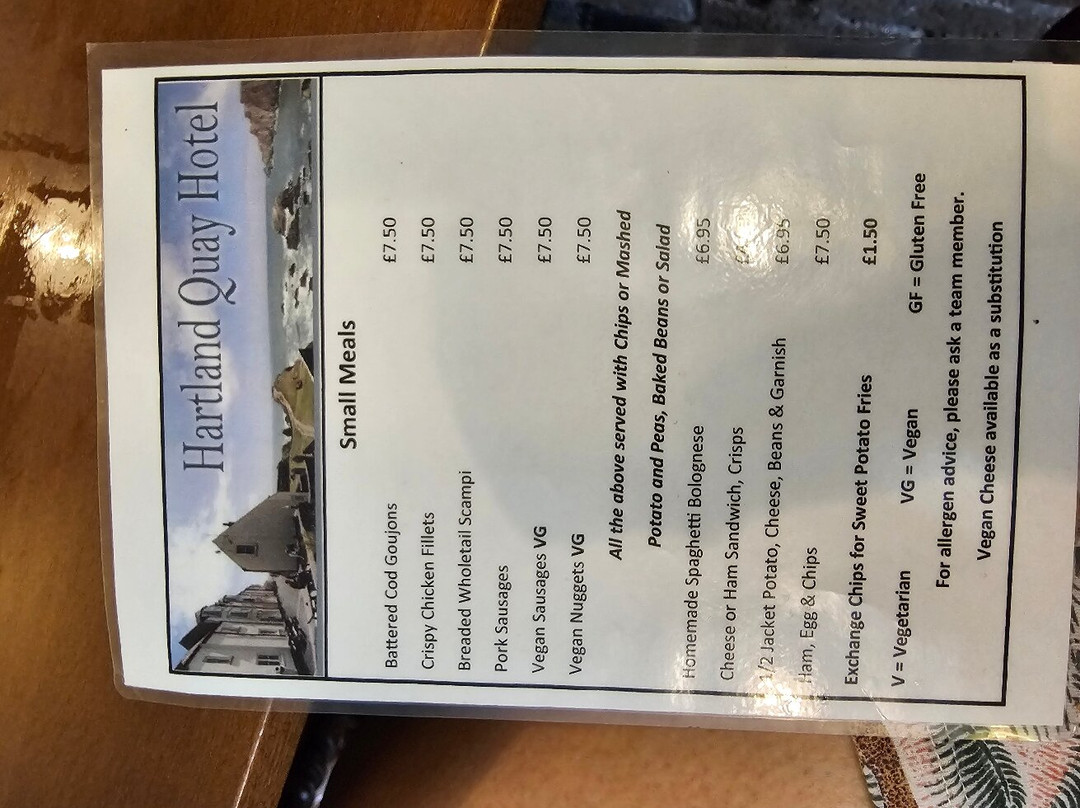 Hartland Quay Hotel
Small Meals
Battered Cod Goujons £7.50
Crispy Chicken Fillets £7.50
Breaded Wholetail Scampi £7.50
Pork Sausages £7.50
Vegan Sausages VG £7.50
Vegan Nuggets VG £7.50
All the above served with Chips or Mashed
Potato and Peas, Baked Beans or Salad
Homemade Spaghetti Bolognese £6.95
Cheese or Ham Sandwich, Crisps
1/2 Jacket Potato, Cheese, Beans & Garnish £6.95
Ham, Egg & Chips £7.50
Exchange Chips for Sweet Potato Fries £1.50
V = Vegetarian VG = Vegan GF = Gluten Free
For allergen advice, please ask a team member.
Vegan Cheese available as a substitution